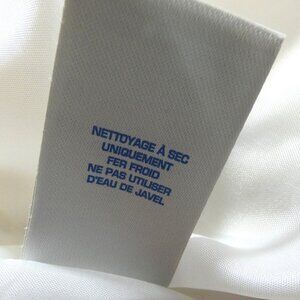 NETTOYAGE À SEC
UNIQUEMENT
FER FROID
NE PAS UTILISER
D'EAU DE JAVEL